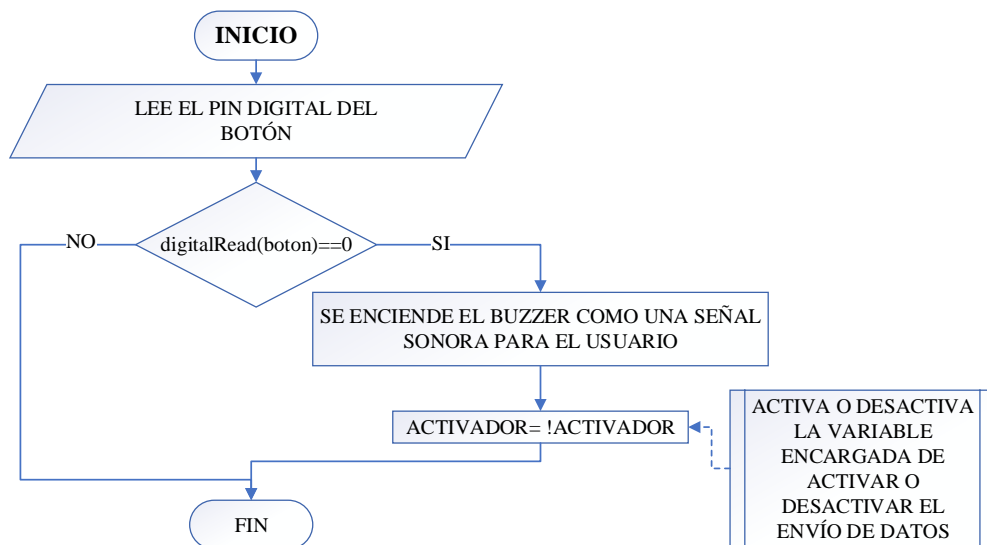 INICIO
LEE EL PIN DIGITAL DEL
BOTÓN
digitalRead(boton)==0
NO
SI
SE ENCIENDE EL BUZZER COMO UNA SEÑAL
SONORA PARA EL USUARIO
ACTIVADOR= !ACTIVADOR
ACTIVA O DESACTIVA
LA VARIABLE
ENCARGADA DE
ACTIVAR O
DESACTIVAR EL
ENVÍO DE DATOS
FIN